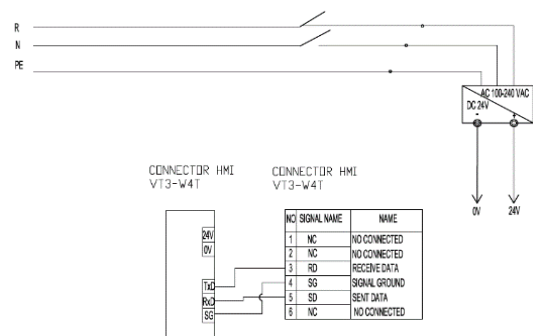 R
N
PE
AC 100-240 VAC
DC 24V
- +
0V 24V
CONNECTOR HMI
VT3-W4T
CONNECTOR HMI
VT3-W4T
24V
0V
TxD
RxD
SG
NO SIGNAL NAME NAME
1 NC NO CONNECTED
2 NC NO CONNECTED
3 RD RECEIVE DATA
4 SG SIGNAL GROUND
5 SD SENT DATA
6 NC NO CONNECTED